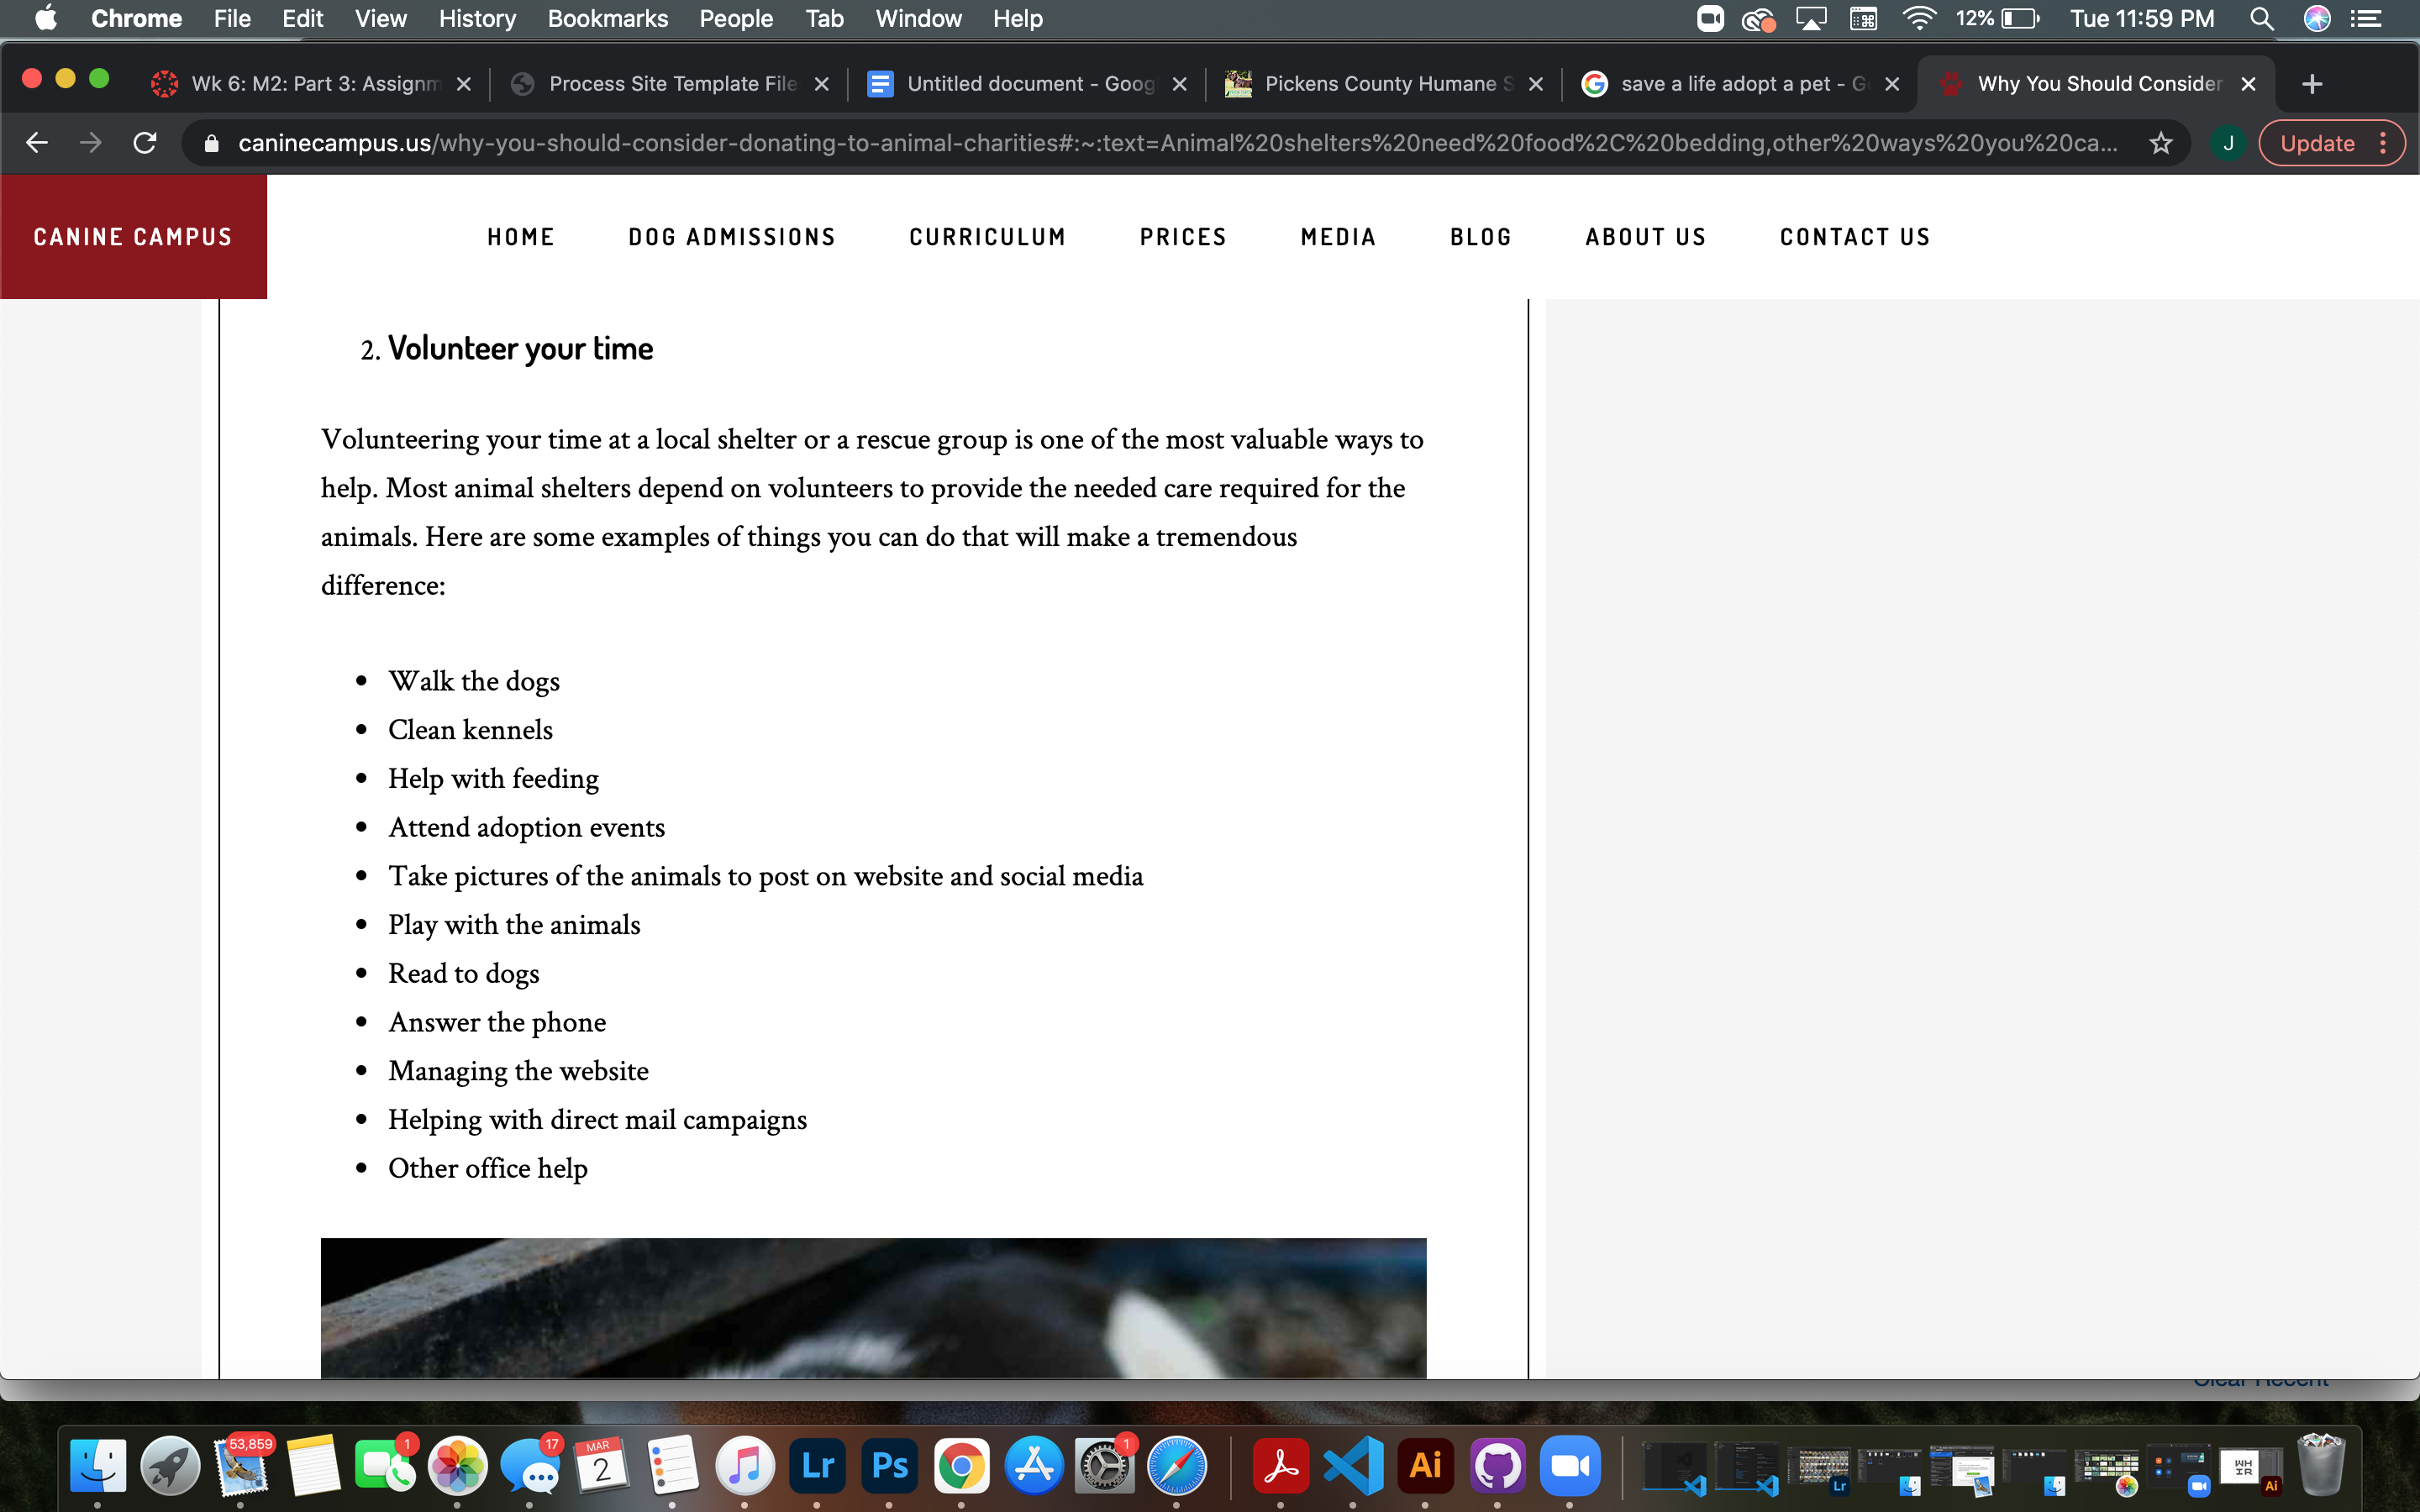 Chrome File Edit View History Bookmarks People Tab Window Help 12% Tue 11:59 PM
Wk 6: M2: Part 3: Assignm Process Site Template File Untitled document - Goog Pickens County Humane S save a life adopt a pet - G Why You Should Consider
caninecampus.us/why-you-should-consider-donating-to-animal-charities#:~:text=Animal%20shelters%20need%20food%2C%20bedding,other%20ways%20you%20ca... J Update
CANINE CAMPUS HOME DOG ADMISSIONS CURRICULUM PRICES MEDIA BLOG ABOUT US CONTACT US
2. Volunteer your time
Volunteering your time at a local shelter or a rescue group is one of the most valuable ways to
help. Most animal shelters depend on volunteers to provide the needed care required for the
animals. Here are some examples of things you can do that will make a tremendous
difference:
• Walk the dogs
• Clean kennels
• Help with feeding
• Attend adoption events
• Take pictures of the animals to post on website and social media
• Play with the animals
• Read to dogs
• Answer the phone
• Managing the website
• Helping with direct mail campaigns
• Other office help
Clear Recent
53,859 1 17 MAR 2 Lr Ps 1 Ai Lr WHIR Ai